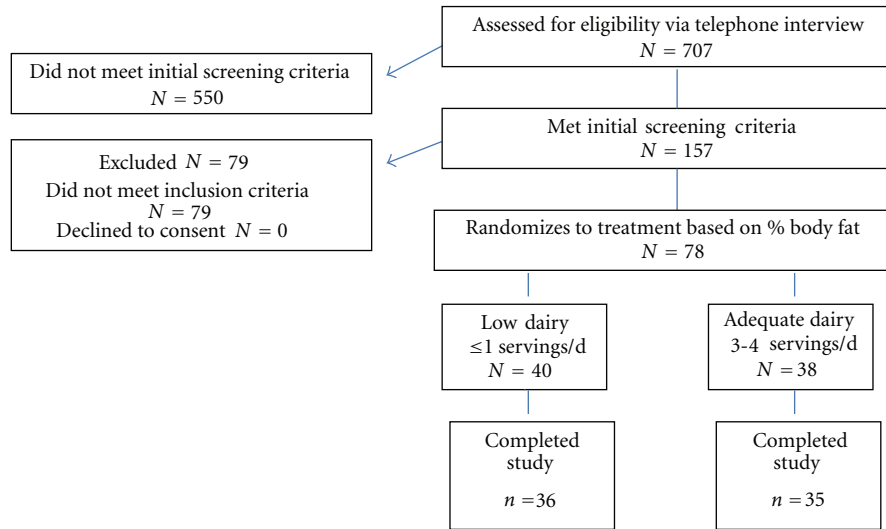 Assessed for eligibility via telephone interview
N = 707
Did not meet initial screening criteria
N = 550
Met initial screening criteria
N = 157
Excluded N = 79
Did not meet inclusion criteria
N = 79
Declined to consent N = 0
Randomizes to treatment based on % body fat
N = 78
Low dairy
≤1 servings/d
N = 40
Adequate dairy
3-4 servings/d
N = 38
Completed
study
n = 36
Completed
study
n = 35